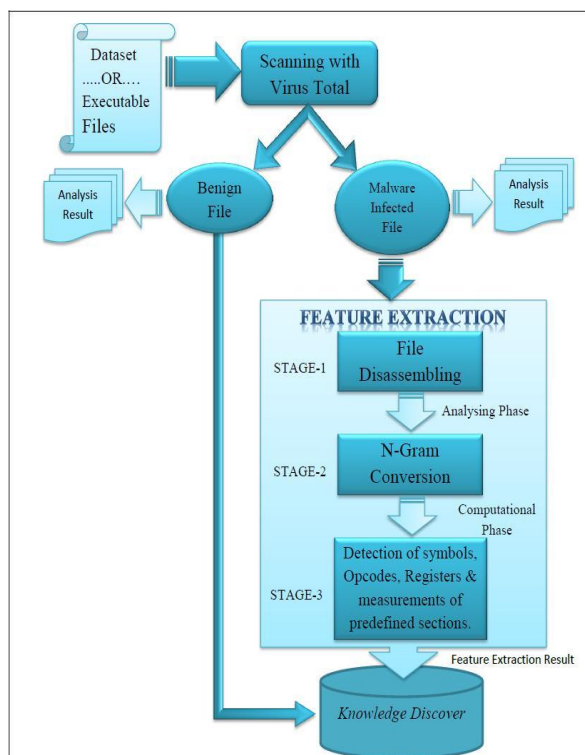 Dataset
.....OR....
Executable
Files
Scanning with
Virus Total
Benign
File
Analysis
Result
Malware
Infected
File
Analysis
Result
FEATURE EXTRACTION
STAGE-1
File
Disassembling
Analysing Phase
STAGE-2
N-Gram
Conversion
Computational
Phase
STAGE-3
Detection of symbols,
Opcodes, Registers &
measurements of
predefined sections.
Feature Extraction Result
Knowledge Discover